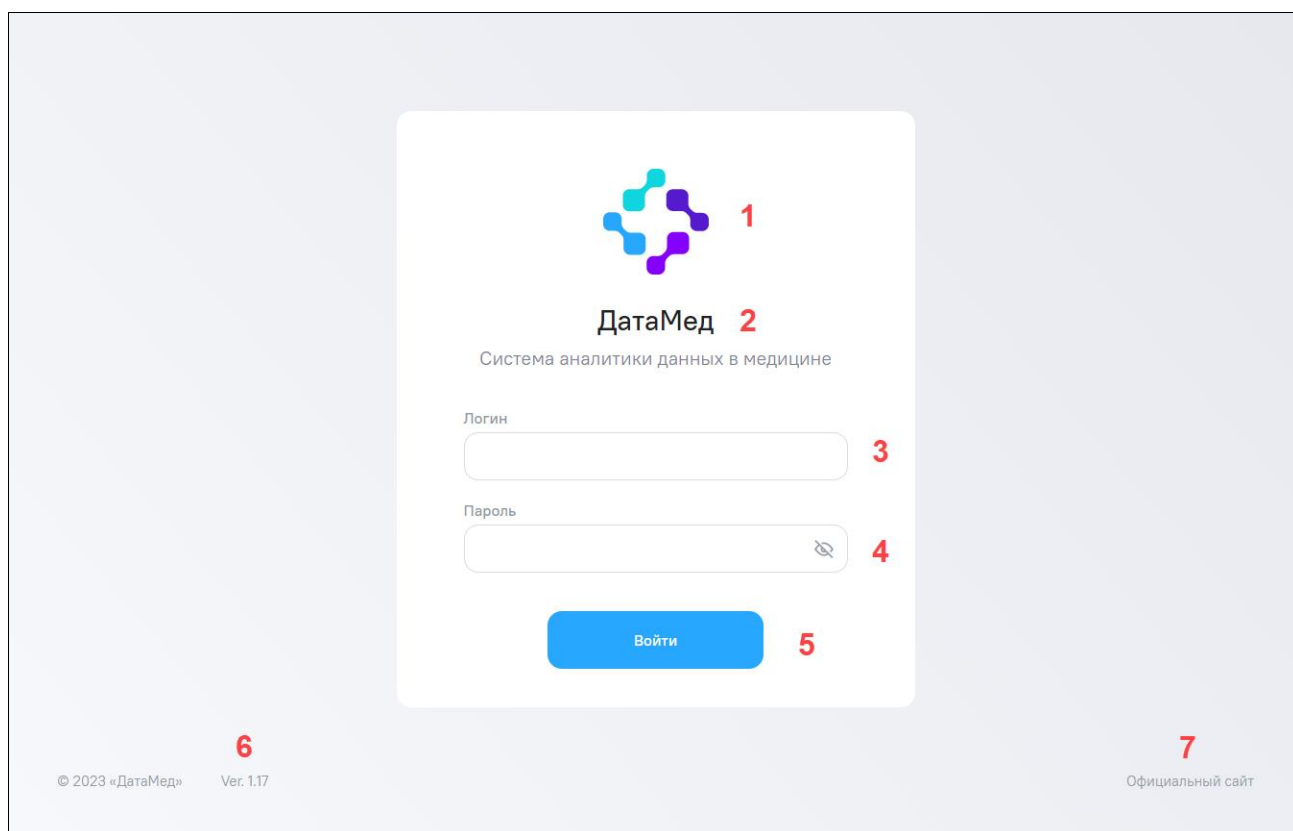 1
ДатаМед 2
Система аналитики данных в медицине
Логин
3
Пароль
4
Войти 5
6 7
© 2023 «ДатаМед» Ver. 1.17 Официальный сайт